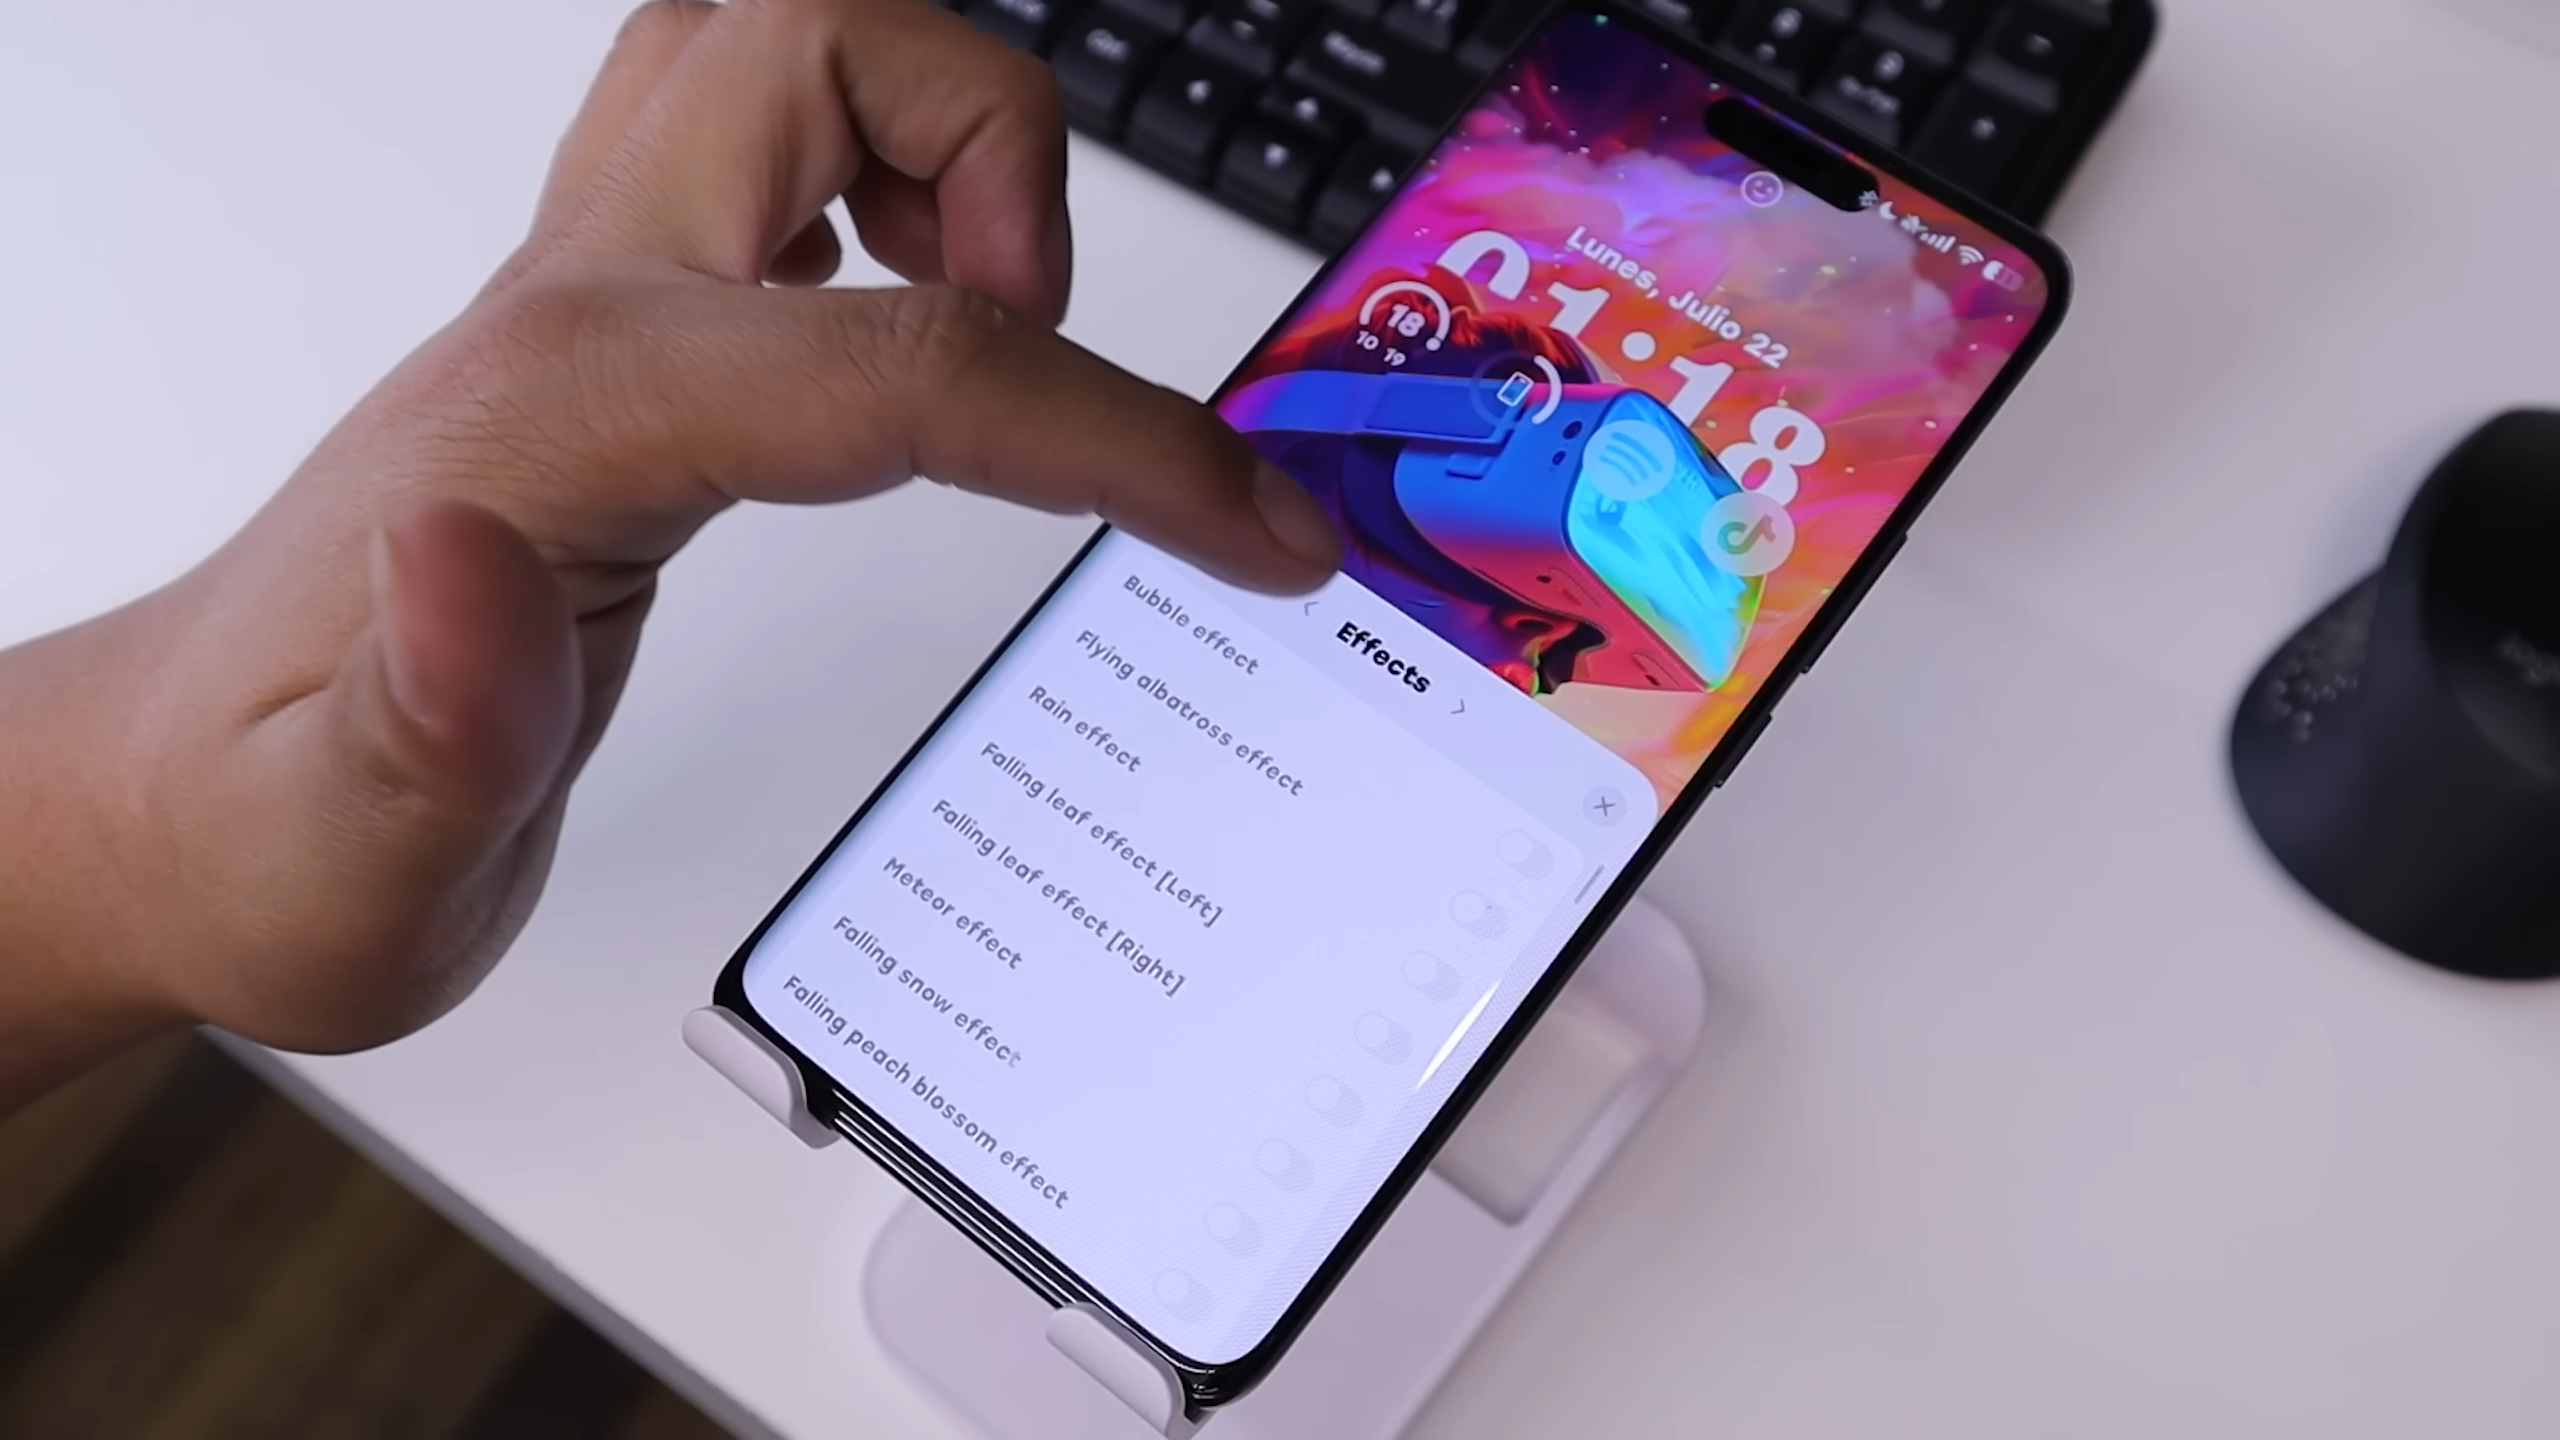 Lunes, Julio 22
01:18
18
10 19
Effects
Bubble effect
Flying albatross effect
Rain effect
Falling leaf effect [Left]
Falling leaf effect [Right]
Meteor effect
Falling snow effect
Falling peach blossom effect